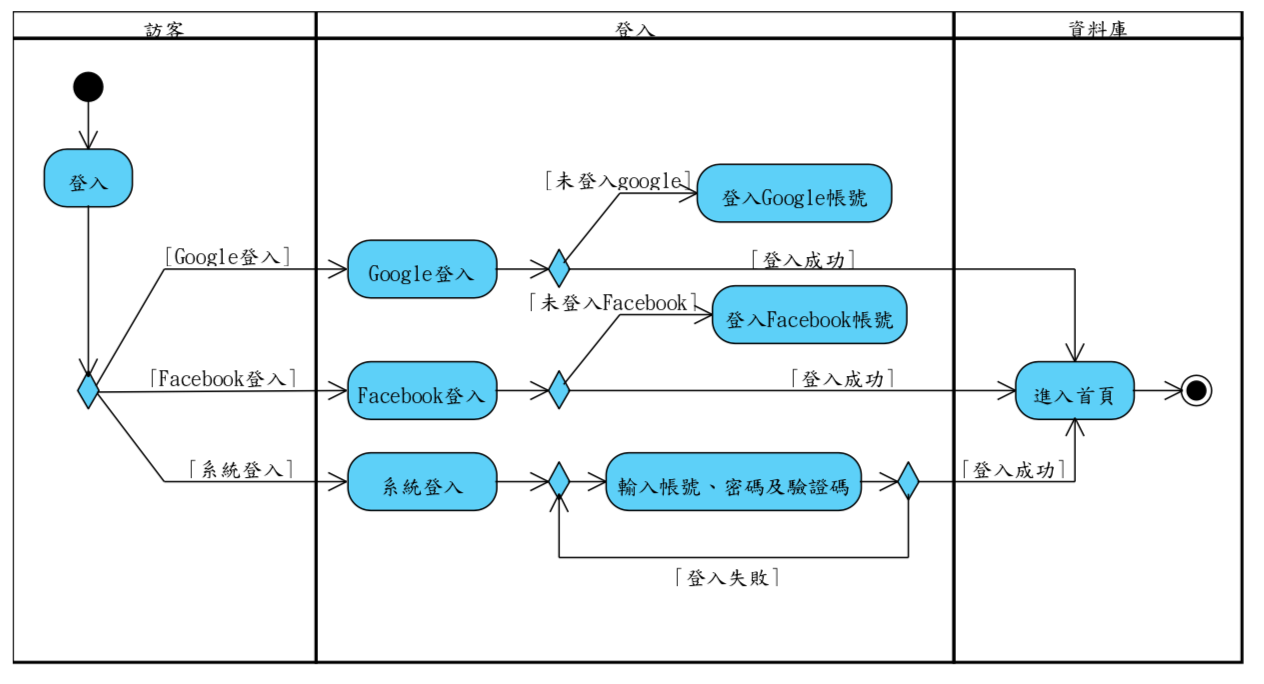 訪客
登入
資料庫
登入
[未登入google]
登入Google帳號
[Google登入]
Google登入
[登入成功]
[未登入Facebook]
登入Facebook帳號
[Facebook登入]
Facebook登入
[登入成功]
進入首頁
[系統登入]
系統登入
輸入帳號、密碼及驗證碼
[登入成功]
[登入失敗]